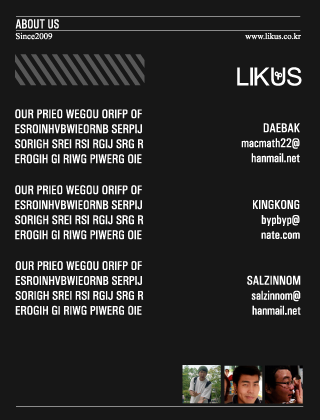 ABOUT US
Since2009 www.likus.co.kr
LIKUS
OUR PRIEO WEGOU ORIFP OF
ESROINHVBWIEORNB SERPIJ
SORIGH SREI RSI RGIJ SRG R
EROGIH GI RIWG PIWERG OIE
DAEBAK
macmath22@
hanmail.net
OUR PRIEO WEGOU ORIFP OF
ESROINHVBWIEORNB SERPIJ
SORIGH SREI RSI RGIJ SRG R
EROGIH GI RIWG PIWERG OIE
KINGKONG
bypbyp@
nate.com
OUR PRIEO WEGOU ORIFP OF
ESROINHVBWIEORNB SERPIJ
SORIGH SREI RSI RGIJ SRG R
EROGIH GI RIWG PIWERG OIE
SALZINNOM
salzinnom@
hanmail.net